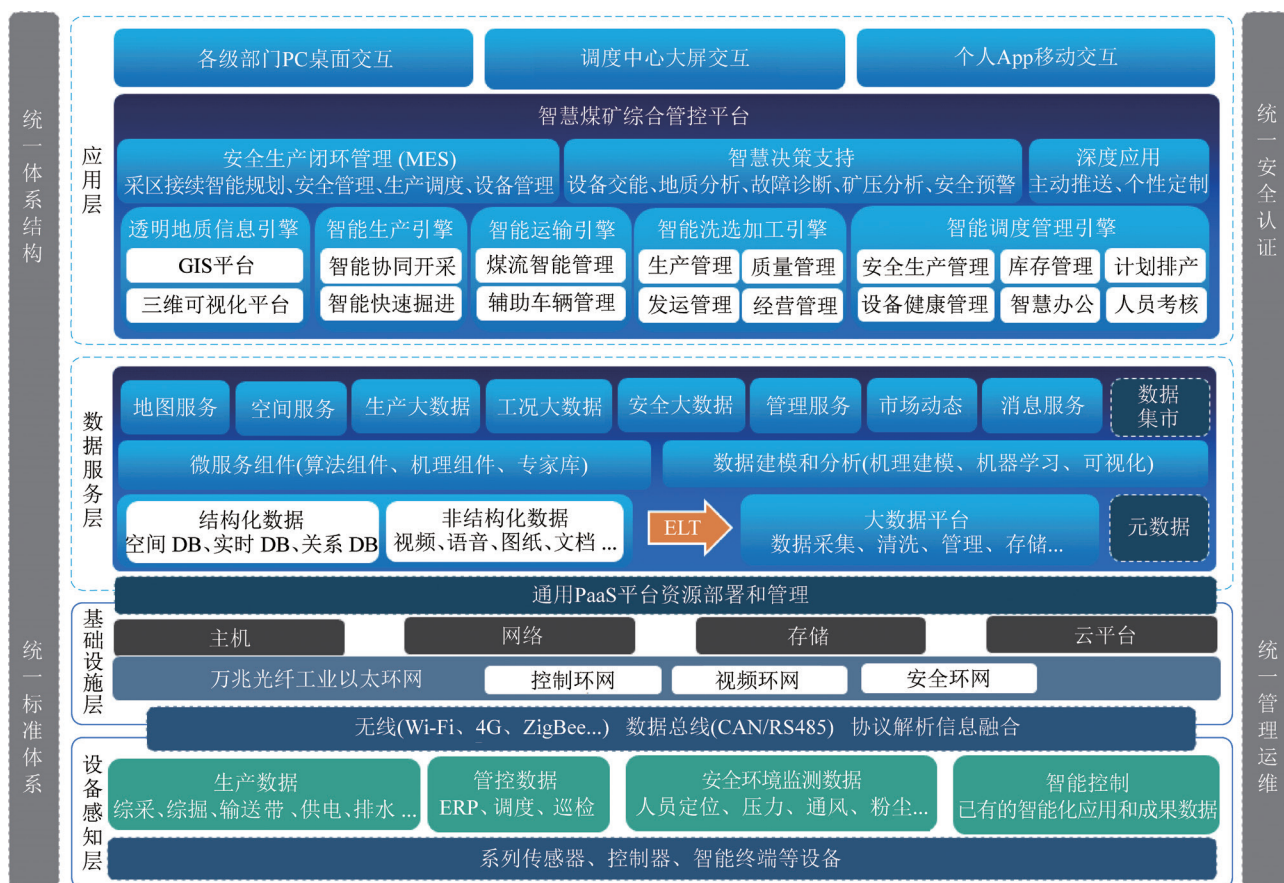 统一体系结构
统一标准体系
应用层
各级部门PC桌面交互
调度中心大屏交互
个人App移动交互
智慧煤矿综合管控平台
安全生产闭环管理 (MES)
采区接续智能规划、安全管理、生产调度、设备管理
智慧决策支持
设备交能、地质分析、故障诊断、矿压分析、安全预警
深度应用
主动推送、个性定制
透明地质信息引擎
GIS平台
三维可视化平台
智能生产引擎
智能协同开采
智能快速掘进
智能运输引擎
煤流智能管理
辅助车辆管理
智能洗选加工引擎
生产管理
质量管理
发运管理
经营管理
智能调度管理引擎
安全生产管理
库存管理
计划排产
设备健康管理
智慧办公
人员考核
数据服务层
地图服务
空间服务
生产大数据
工况大数据
安全大数据
管理服务
市场动态
消息服务
数据
集市
微服务组件(算法组件、机理组件、专家库)
数据建模和分析(机理建模、机器学习、可视化)
结构化数据
空间 DB、实时 DB、关系 DB
非结构化数据
视频、语音、图纸、文档 ...
ELT
大数据平台
数据采集、清洗、管理、存储...
元数据
通用PaaS平台资源部署和管理
基础设施层
主机
网络
存储
云平台
万兆光纤工业以太环网
控制环网
视频环网
安全环网
无线(Wi-Fi、4G、ZigBee...) 数据总线(CAN/RS485) 协议解析信息融合
设备感知层
生产数据
综采、综掘、输送带、供电、排水 ...
管控数据
ERP、调度、巡检
安全环境监测数据
人员定位、压力、通风、粉尘...
智能控制
已有的智能化应用和成果数据
系列传感器、控制器、智能终端等设备
统一安全认证
统一管理运维